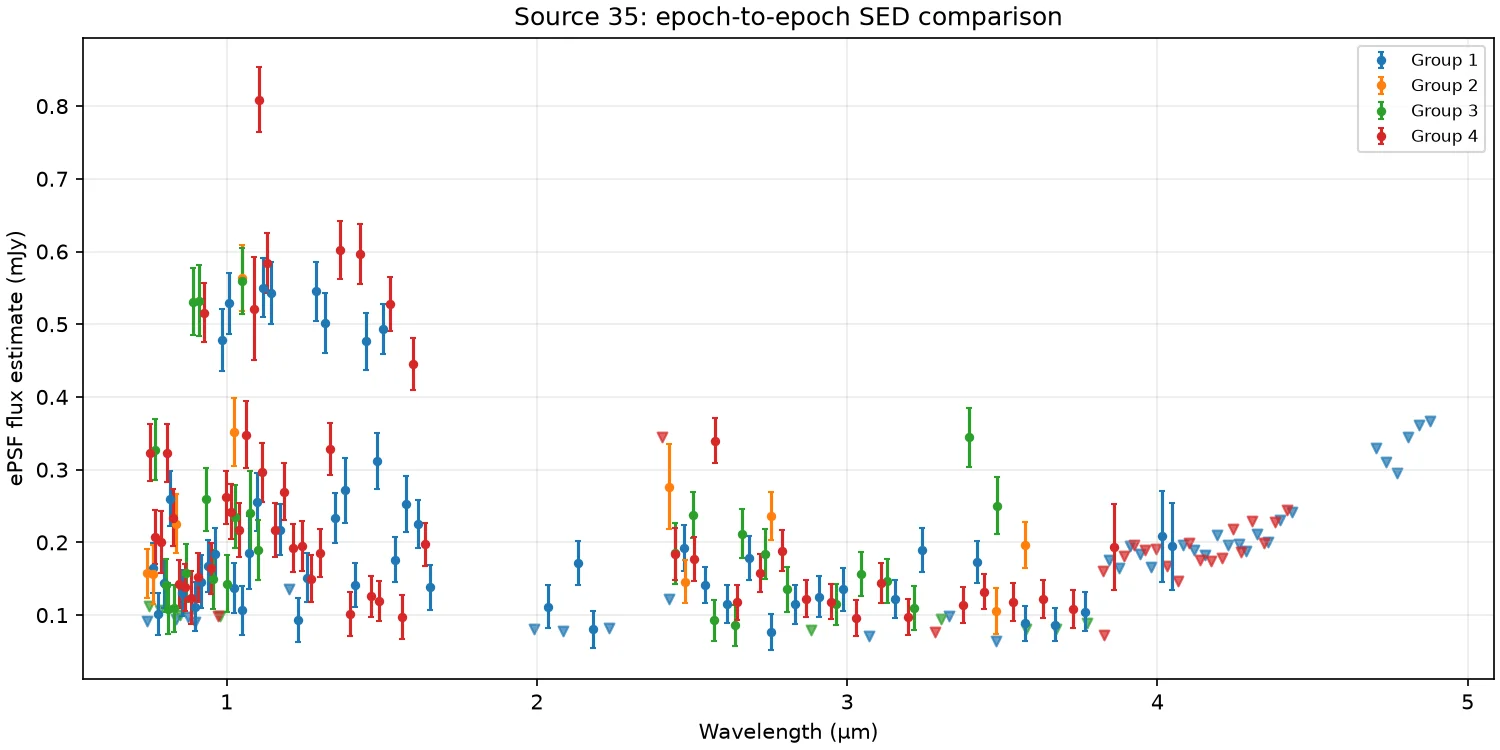 Source 35: epoch-to-epoch SED comparison
Group 1
Group 2
Group 3
Group 4
ePSF flux estimate (mJy)
0.8
0.7
0.6
0.5
0.4
0.3
0.2
0.1
1 2 3 4 5
Wavelength (μm)